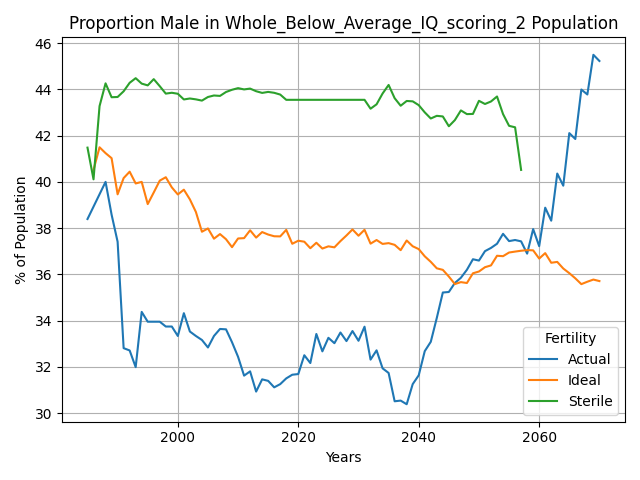 Proportion Male in Whole_Below_Average_IQ_scoring_2 Population
46
44
42
40
38
36
34
32
30
% of Population
2000
2020
2040
2060
Years
Fertility
Actual
Ideal
Sterile